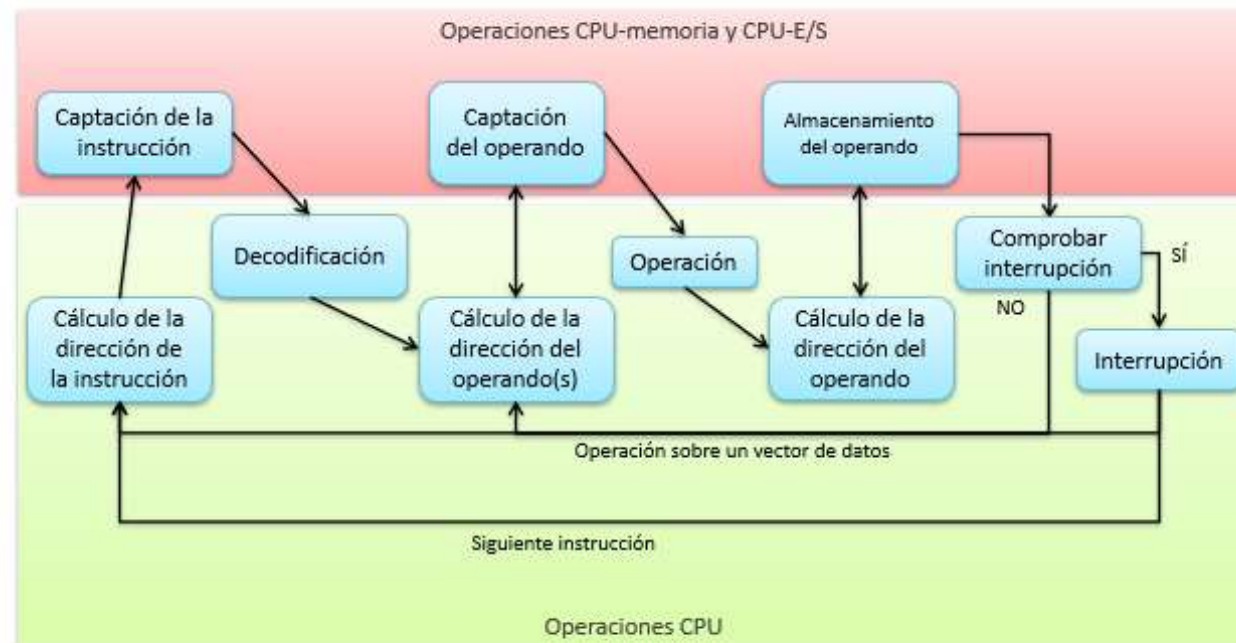 Operaciones CPU-memoria y CPU-E/S
Captación de la
instrucción
Captación
del operando
Almacenamiento
del operando
Decodificación
Operación
Comprobar
interrupción
SÍ
NO
Cálculo de la
dirección de
la instrucción
Cálculo de la
dirección del
operando(s)
Cálculo de la
dirección del
operando
Interrupción
Operación sobre un vector de datos
Siguiente instrucción
Operaciones CPU